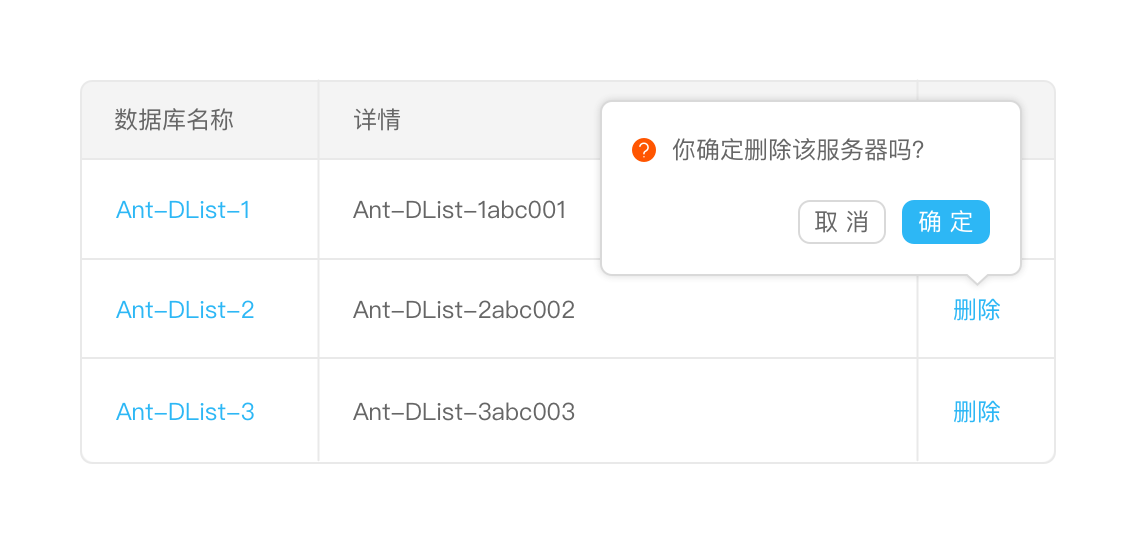 数据库名称
详情
你确定删除该服务器吗?
取 消
确 定
Ant-DList-1
Ant-DList-1abc001
Ant-DList-2
Ant-DList-2abc002
删除
Ant-DList-3
Ant-DList-3abc003
删除